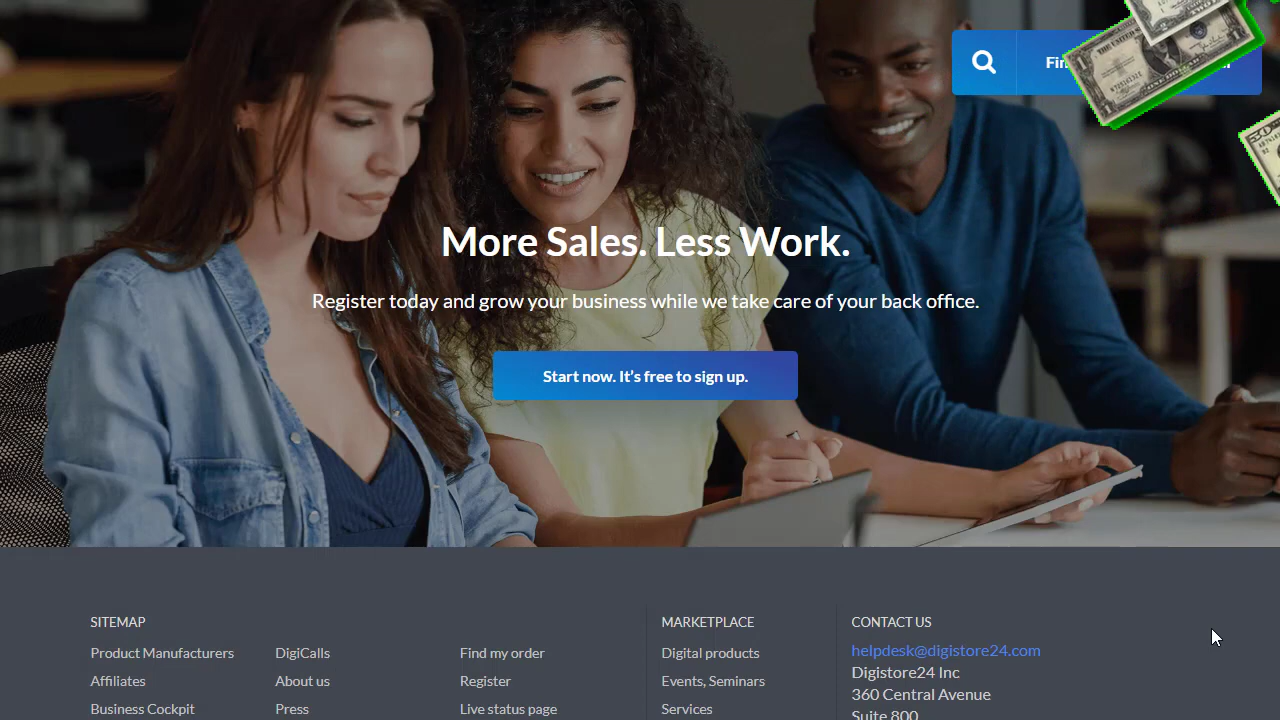 More Sales. Less Work.
Register today and grow your business while we take care of your back office.
Start now. It's free to sign up.
SITEMAP
Product Manufacturers
Affiliates
Business Cockpit
DigiCalls
About us
Press
Find my order
Register
Live status page
MARKETPLACE
Digital products
Events, Seminars
Services
CONTACT US
helpdesk@digistore24.com
Digistore24 Inc
360 Central Avenue
Suite 800